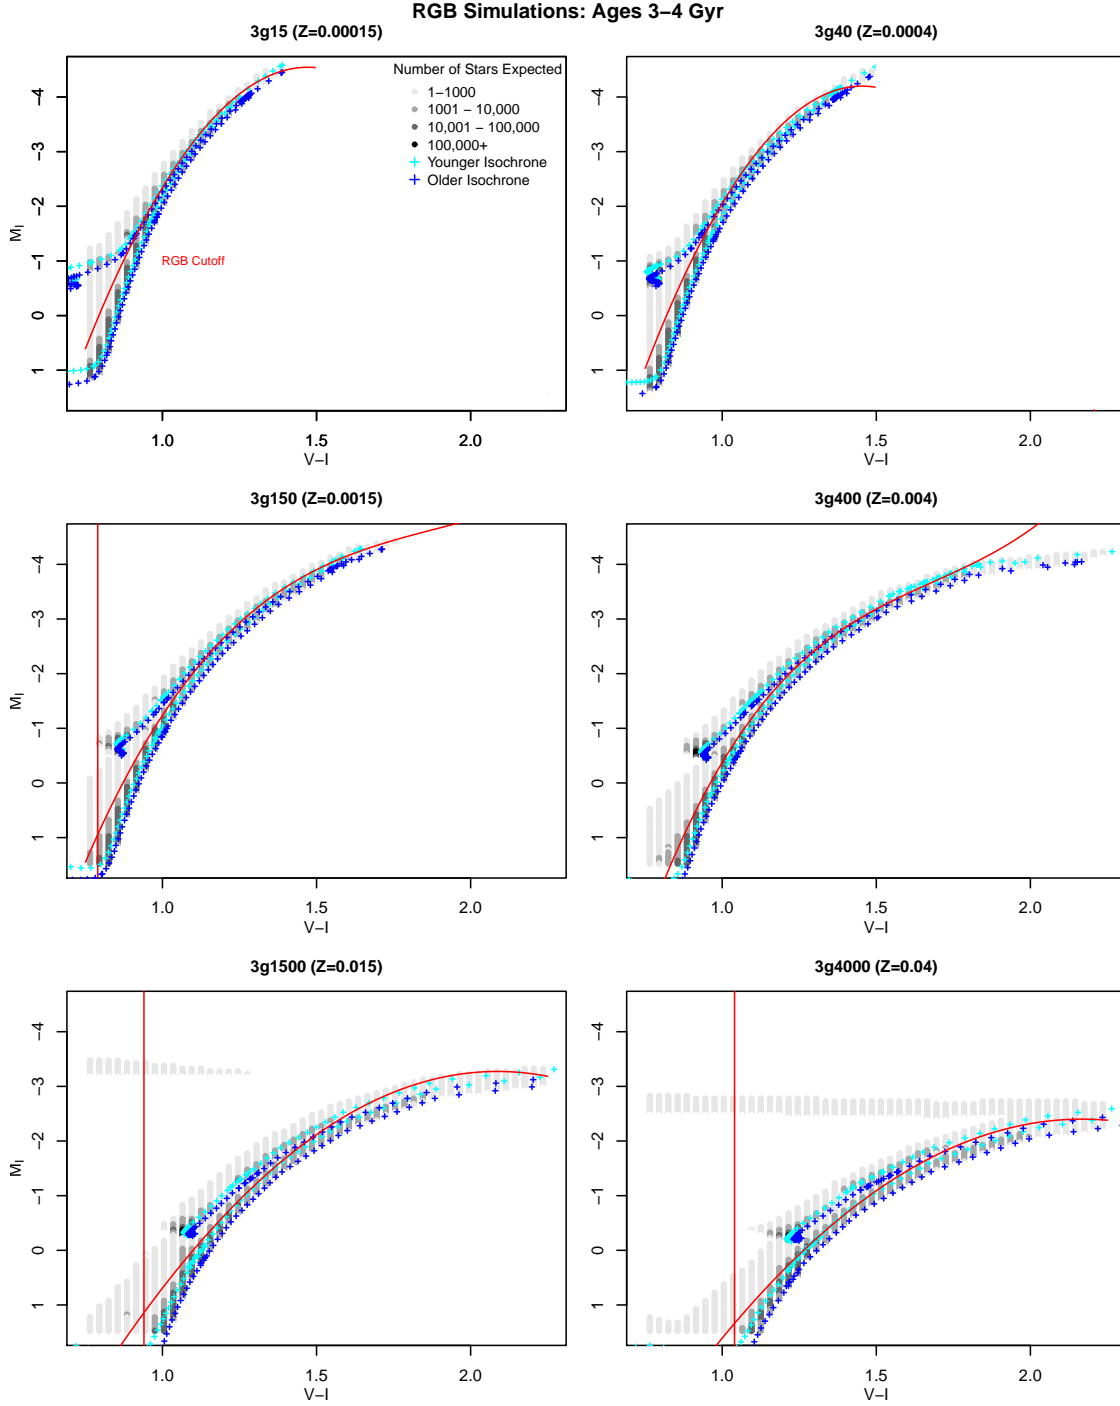 RGB Simulations: Ages 3−4 Gyr
3g15 (Z=0.00015)
Number of Stars Expected
1−1000
1001 − 10,000
10,001 − 100,000
100,000+
Younger Isochrone
Older Isochrone
RGB Cutoff
−4
−3
−2
−1
0
1
MI
1.0
1.5
2.0
V−I
3g40 (Z=0.0004)
−4
−3
−2
−1
0
1
1.0
1.5
2.0
V−I
3g150 (Z=0.0015)
−4
−3
−2
−1
0
1
MI
1.0
1.5
2.0
V−I
3g400 (Z=0.004)
−4
−3
−2
−1
0
1
1.0
1.5
2.0
V−I
3g1500 (Z=0.015)
−4
−3
−2
−1
0
1
MI
1.0
1.5
2.0
V−I
3g4000 (Z=0.04)
−4
−3
−2
−1
0
1
1.0
1.5
2.0
V−I